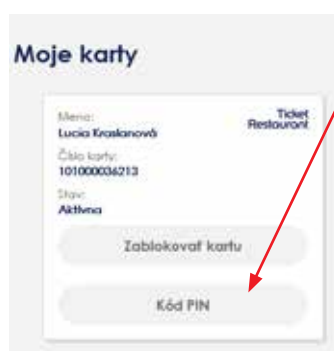 Moje karty
Meno:
Ticket
Restaurant
Lucia Kraslanová
Číslo karty:
101000036213
Stav:
Aktívna
Zablokovať kartu
Kód PIN